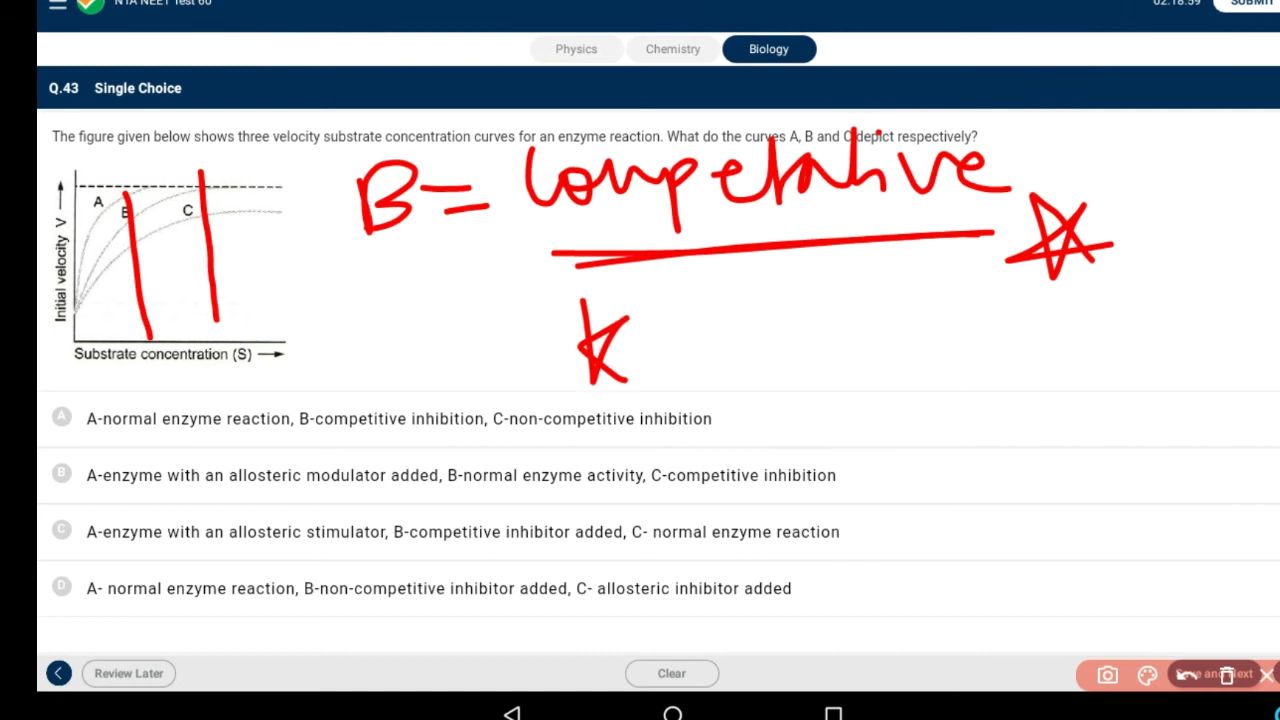 NTA NEET Test 60
02:18:59
SUBMIT
Physics
Chemistry
Biology
Q.43 Single Choice
The figure given below shows three velocity substrate concentration curves for an enzyme reaction. What do the curves A, B and C depict respectively?
B = Competative
A
B
C
Initial velocity V
Substrate concentration (S)
K
A A-normal enzyme reaction, B-competitive inhibition, C-non-competitive inhibition
B A-enzyme with an allosteric modulator added, B-normal enzyme activity, C-competitive inhibition
C A-enzyme with an allosteric stimulator, B-competitive inhibitor added, C- normal enzyme reaction
D A- normal enzyme reaction, B-non-competitive inhibitor added, C- allosteric inhibitor added
Review Later
Clear
Save and Next